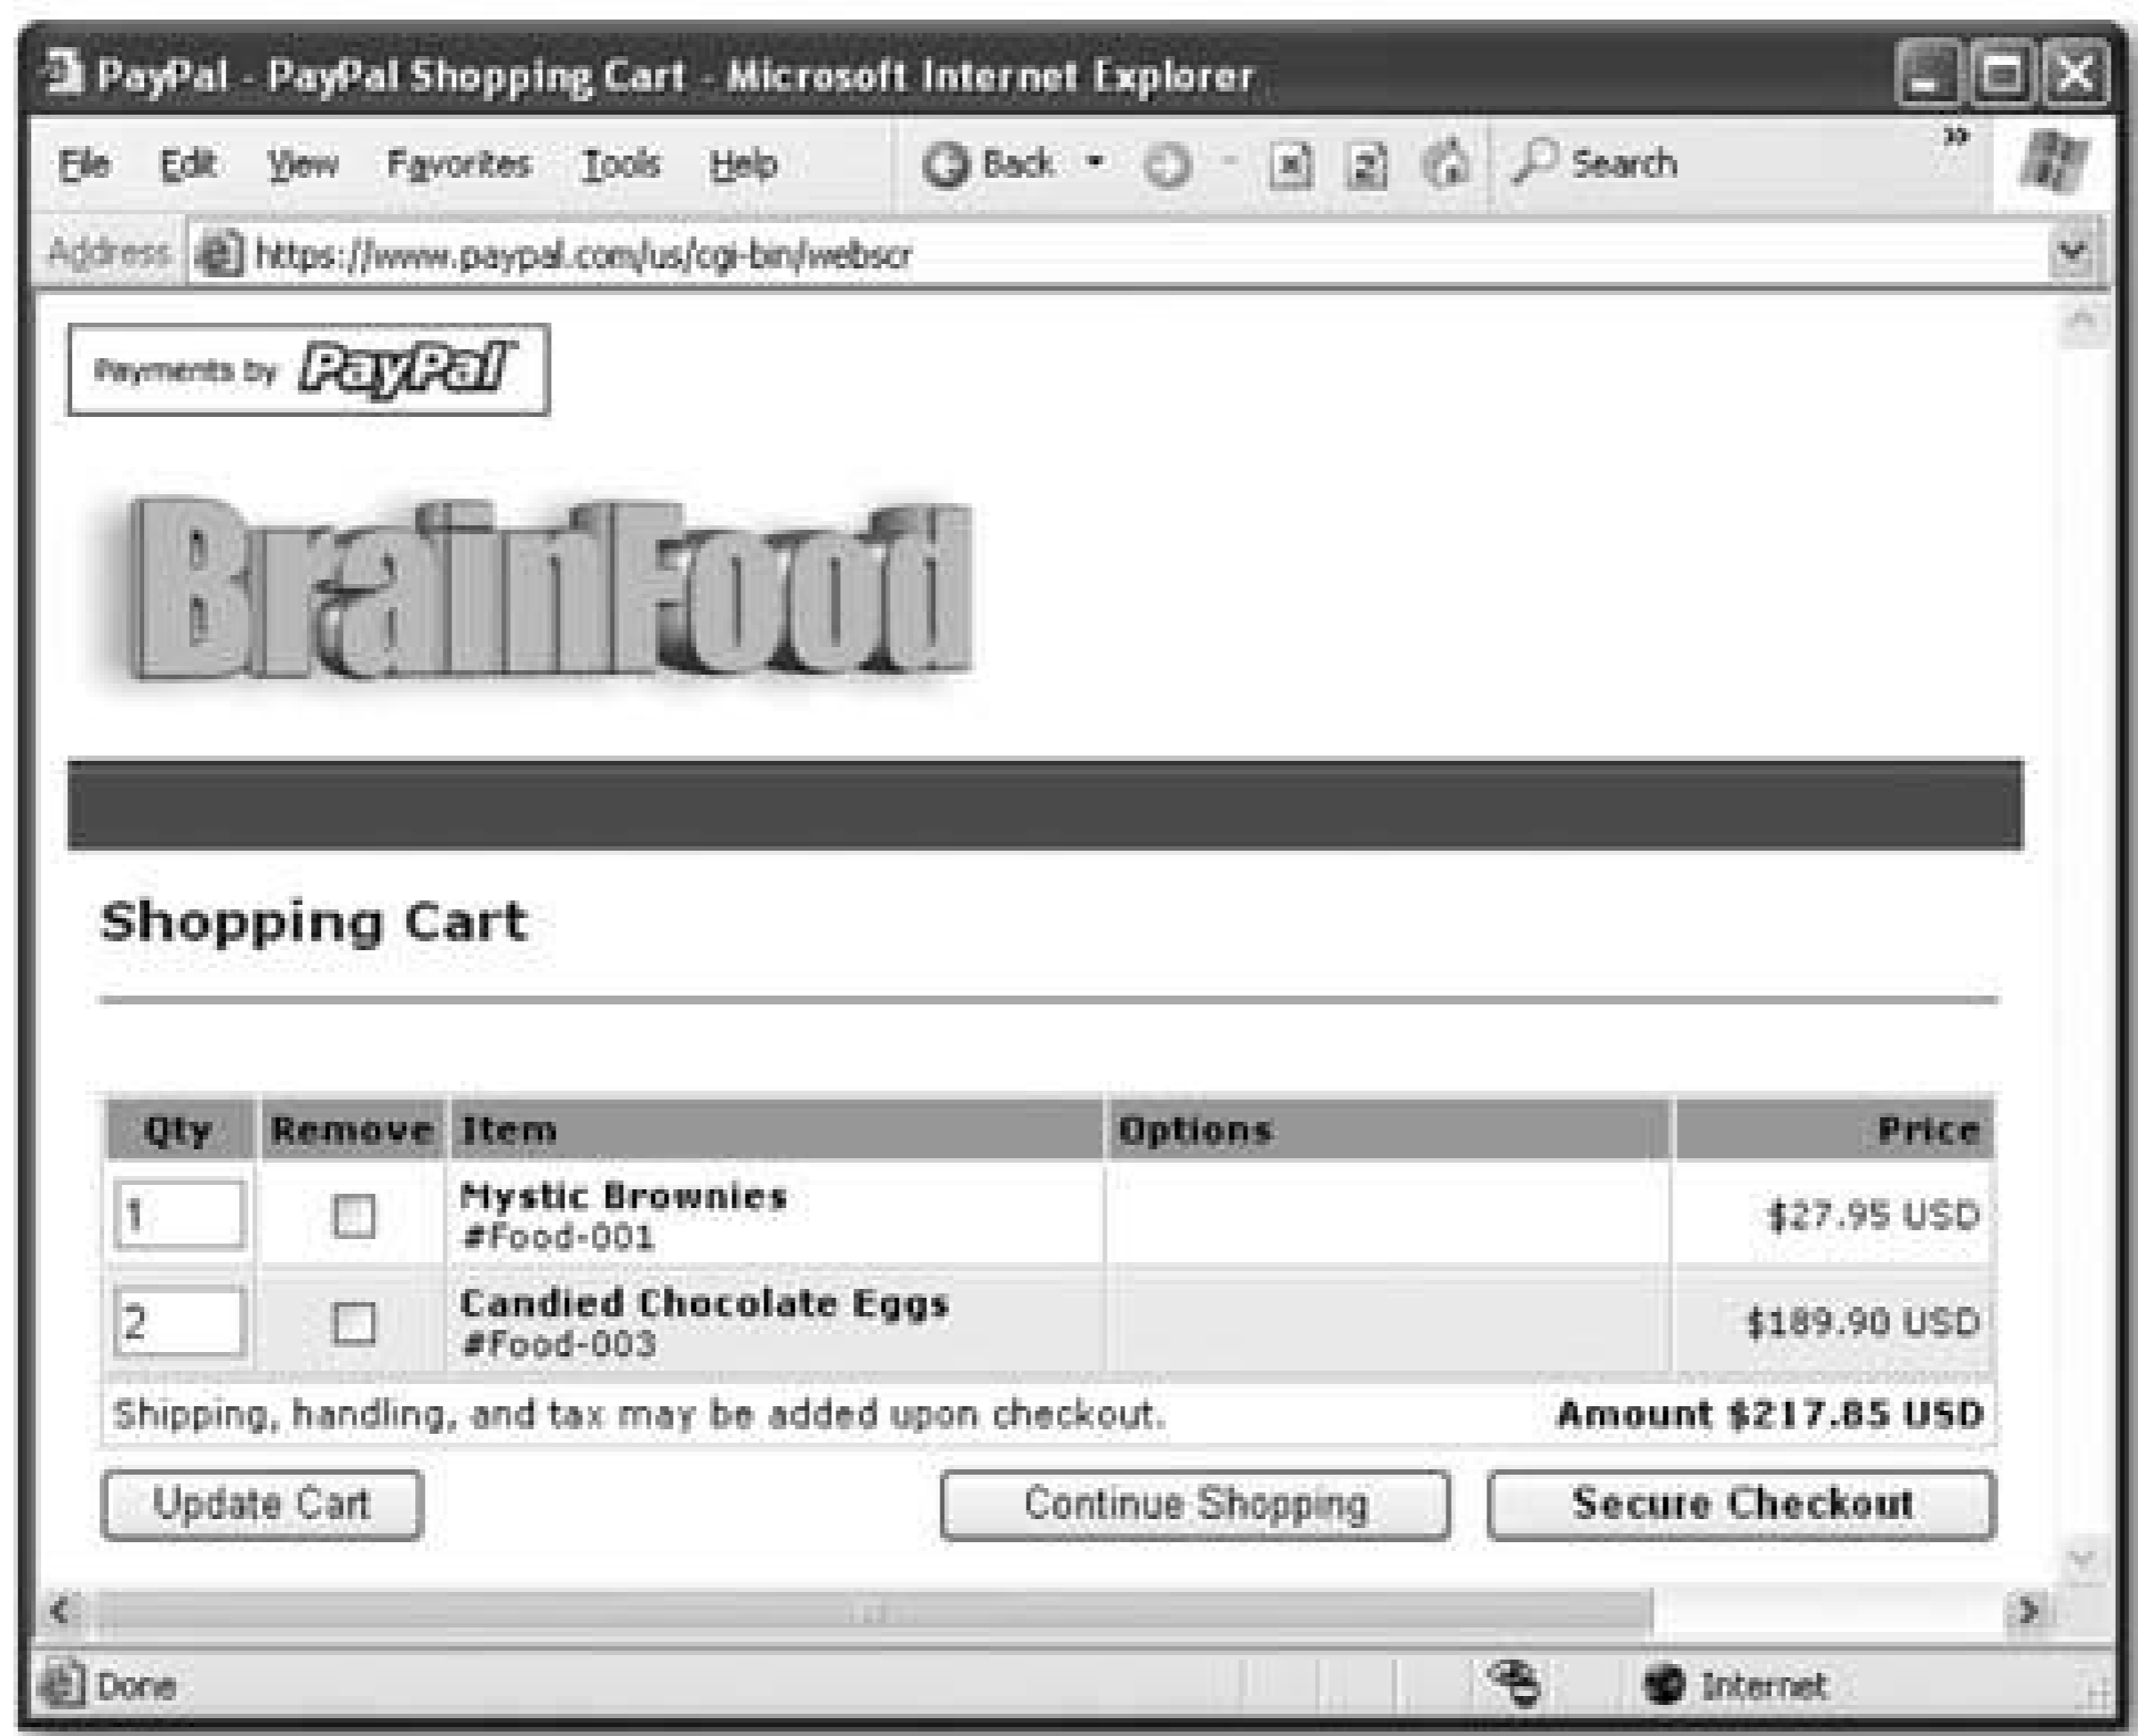 PayPal - PayPal Shopping Cart - Microsoft Internet Explorer
File Edit View Favorites Tools Help Back Search »
Address https://www.paypal.com/us/cgi-bin/webscr
Payments by PayPal
BrainFood
Shopping Cart
Qty Remove Item Options Price
1 Mystic Brownies $27.95 USD
#Food-001
2 Candied Chocolate Eggs $189.90 USD
#Food-003
Shipping, handling, and tax may be added upon checkout. Amount $217.85 USD
Update Cart Continue Shopping Secure Checkout
Done Internet